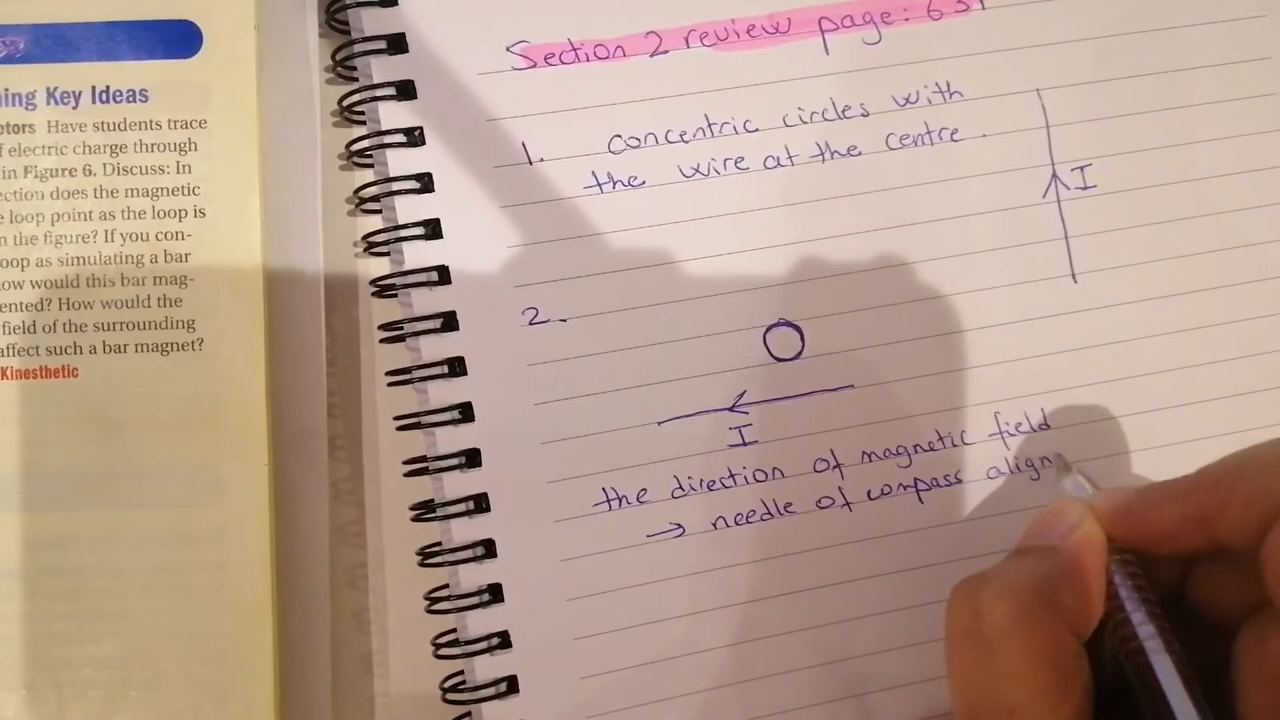 ing Key Ideas
Have students trace
electric charge through
in Figure 6. Discuss: In
ction does the magnetic
loop point as the loop is
the figure? If you con-
oop as simulating a bar
ow would this bar mag-
ented? How would the
field of the surrounding
affect such a bar magnet?
Kinesthetic
Section 2 review page: 631
1. concentric circles with
the wire at the centre.
I
2.
I
the direction of magnetic field
→ needle of compass align